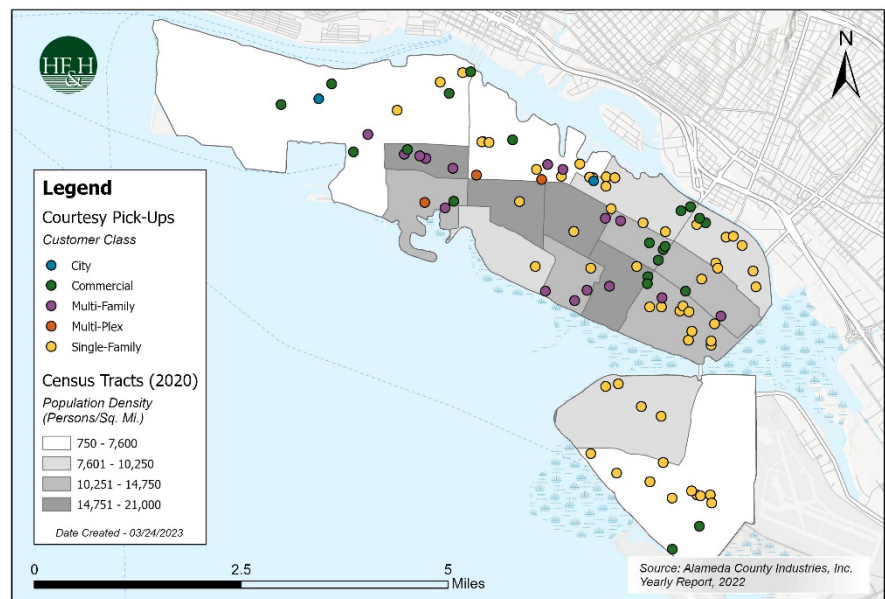 HF&H
N
Legend
Courtesy Pick-Ups
Customer Class
City
Commercial
Multi-Family
Multi-Plex
Single-Family
Census Tracts (2020)
Population Density
(Persons/Sq. Mi.)
750 - 7,600
7,601 - 10,250
10,251 - 14,750
14,751 - 21,000
Date Created - 03/24/2023
0
2.5
5
Miles
Source: Alameda County Industries, Inc.
Yearly Report, 2022